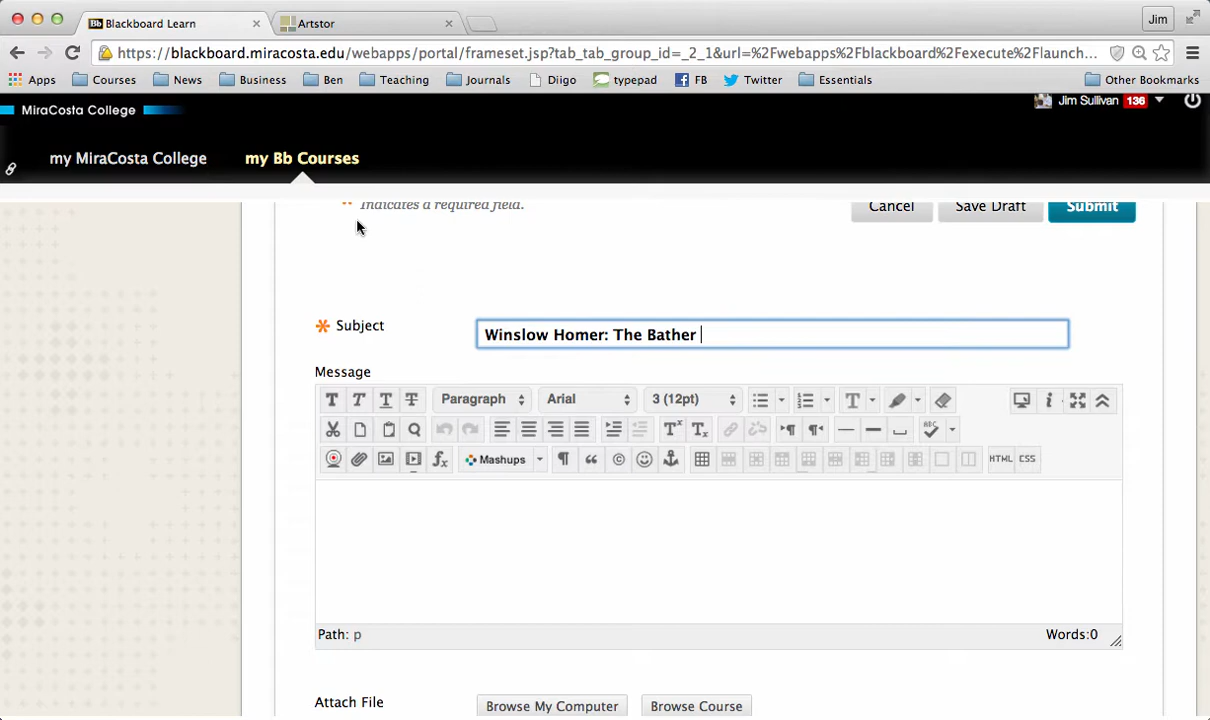 Blackboard Learn
Artstor
Jim
https://blackboard.miracosta.edu/webapps/portal/frameset.jsp?tab_tab_group_id=_2_1&url=%2Fwebapps%2Fblackboard%2Fexecute%2Flaunch...
Apps Courses News Business Ben Teaching Journals Diigo typepad FB Twitter Essentials Other Bookmarks
MiraCosta College
Jim Sullivan 136
my MiraCosta College my Bb Courses
Indicates a required field.
Cancel Save Draft Submit
Subject Winslow Homer: The Bather
Message
T T T T Paragraph Arial 3 (12pt) T
ABC
fx Mashups HTML CSS
Path: p Words:0
Attach File Browse My Computer Browse Course